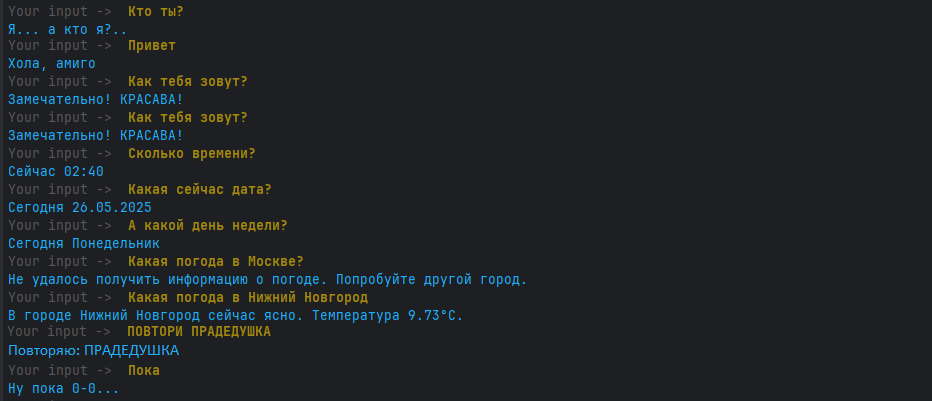 Your input -> Кто ты?
Я... а кто я?..
Your input -> Привет
Хола, амиго
Your input -> Как тебя зовут?
Замечательно! КРАСАВА!
Your input -> Как тебя зовут?
Замечательно! КРАСАВА!
Your input -> Сколько времени?
Сейчас 02:40
Your input -> Какая сейчас дата?
Сегодня 26.05.2025
Your input -> А какой день недели?
Сегодня Понедельник
Your input -> Какая погода в Москве?
Не удалось получить информацию о погоде. Попробуйте другой город.
Your input -> Какая погода в Нижний Новгород
В городе Нижний Новгород сейчас ясно. Температура 9.73°C.
Your input -> ПОВТОРИ ПРАДЕДУШКА
Повторяю: ПРАДЕДУШКА
Your input -> Пока
Ну пока 0-0...